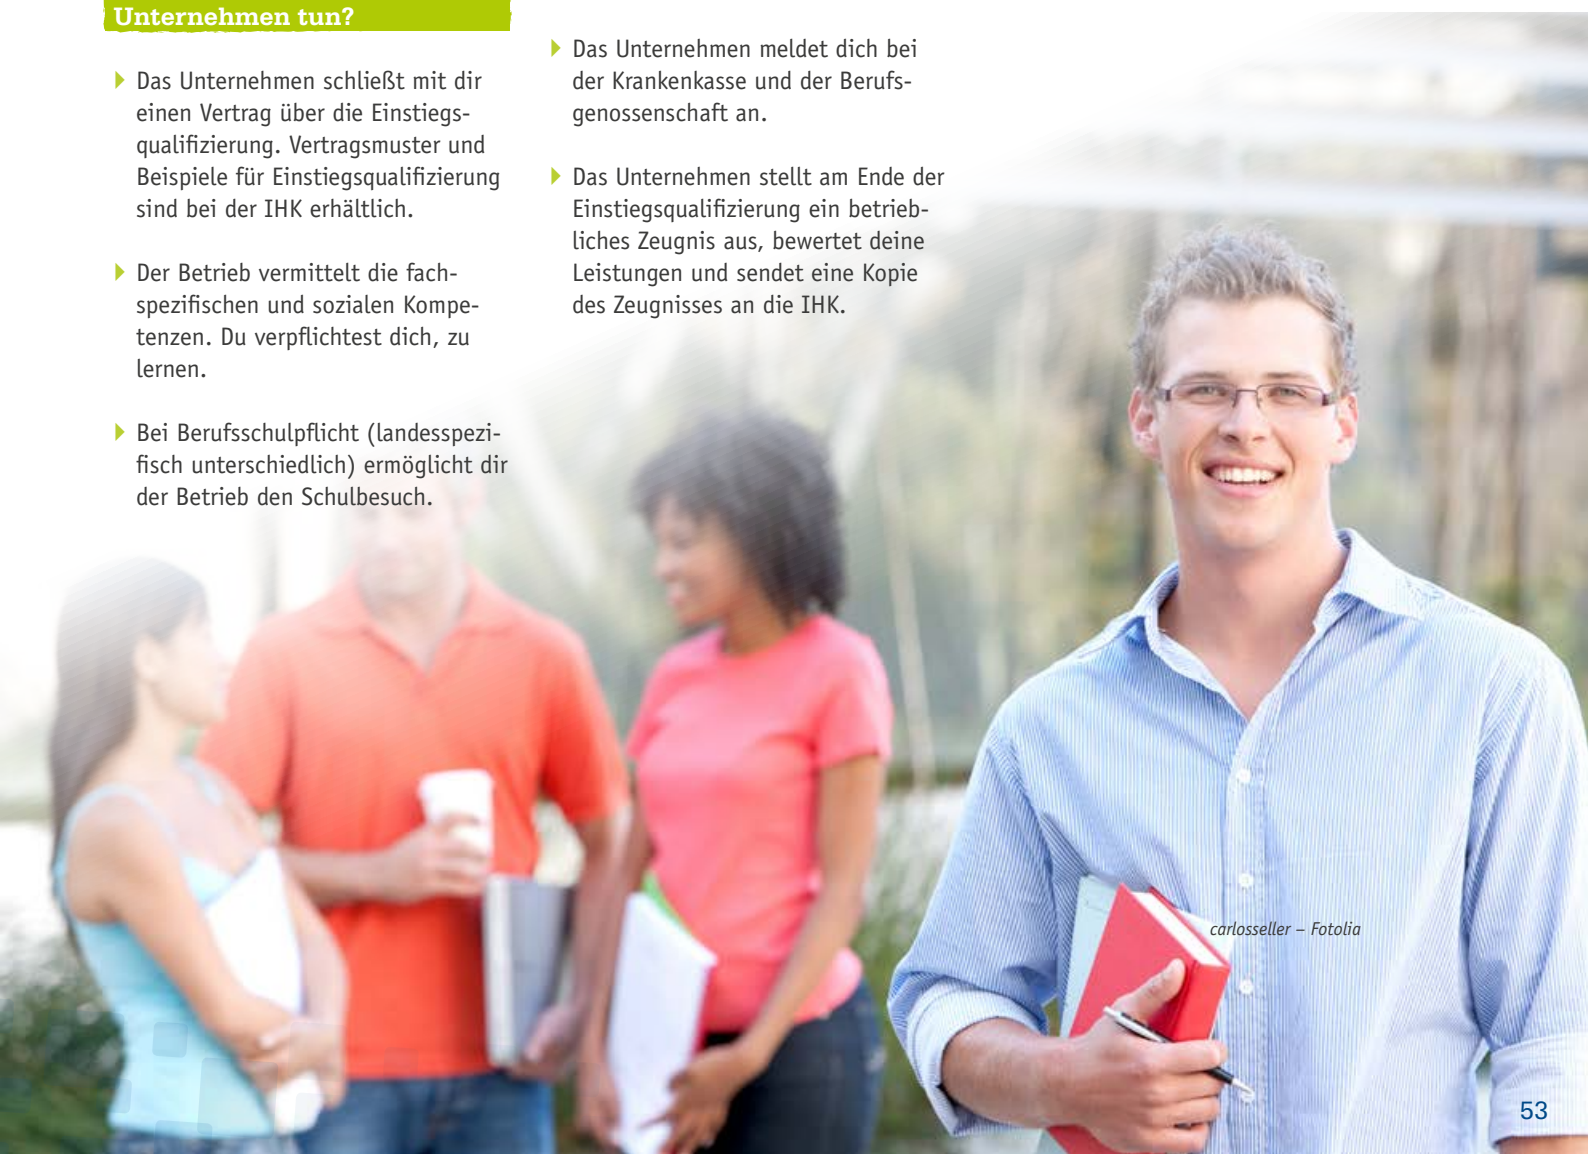 Unternehmen tun?
Das Unternehmen schließt mit dir
einen Vertrag über die Einstiegs-
qualifizierung. Vertragsmuster und
Beispiele für Einstiegsqualifizierung
sind bei der IHK erhältlich.
Der Betrieb vermittelt die fach-
spezifischen und sozialen Kompe-
tenzen. Du verpflichtest dich, zu
lernen.
Bei Berufsschulpflicht (landesspezi-
fisch unterschiedlich) ermöglicht dir
der Betrieb den Schulbesuch.
Das Unternehmen meldet dich bei
der Krankenkasse und der Berufs-
genossenschaft an.
Das Unternehmen stellt am Ende der
Einstiegsqualifizierung ein betrieb-
liches Zeugnis aus, bewertet deine
Leistungen und sendet eine Kopie
des Zeugnisses an die IHK.
carlosseller – Fotolia
53